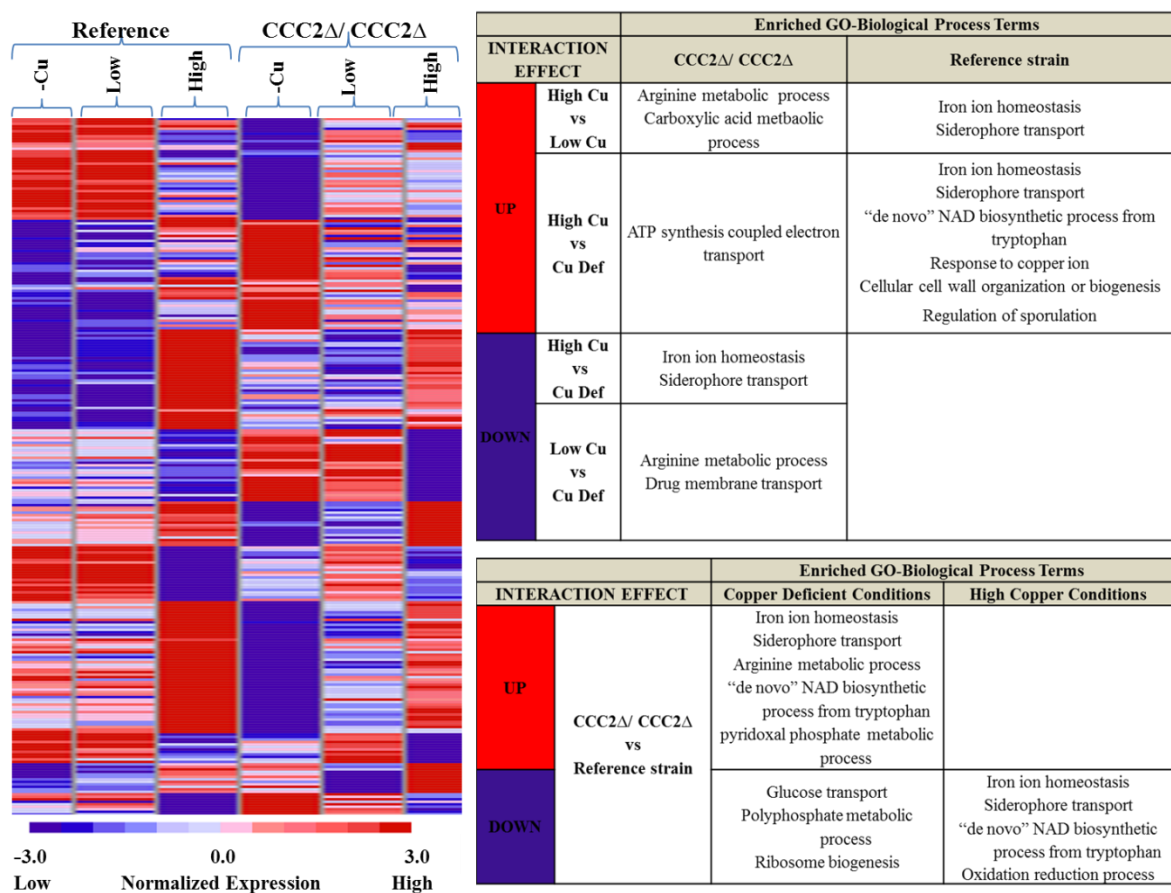 Reference
CCC2Δ/ CCC2Δ
-Cu
Low
High
-Cu
Low
High
-3.0
0.0
3.0
Low
Normalized Expression
High
Enriched GO-Biological Process Terms
INTERACTION
EFFECT
CCC2Δ/ CCC2Δ
Reference strain
UP
High Cu
vs
Low Cu
Arginine metabolic process
Carboxylic acid metbaolic
process
Iron ion homeostasis
Siderophore transport
High Cu
vs
Cu Def
ATP synthesis coupled electron
transport
Iron ion homeostasis
Siderophore transport
“de novo” NAD biosynthetic process from
tryptophan
Response to copper ion
Cellular cell wall organization or biogenesis
Regulation of sporulation
DOWN
High Cu
vs
Cu Def
Iron ion homeostasis
Siderophore transport
Low Cu
vs
Cu Def
Arginine metabolic process
Drug membrane transport
Enriched GO-Biological Process Terms
INTERACTION EFFECT
Copper Deficient Conditions
High Copper Conditions
UP
CCC2Δ/ CCC2Δ
vs
Reference strain
Iron ion homeostasis
Siderophore transport
Arginine metabolic process
“de novo” NAD biosynthetic
process from tryptophan
pyridoxal phosphate metabolic
process
DOWN
Glucose transport
Polyphosphate metabolic
process
Ribosome biogenesis
Iron ion homeostasis
Siderophore transport
“de novo” NAD biosynthetic
process from tryptophan
Oxidation reduction process